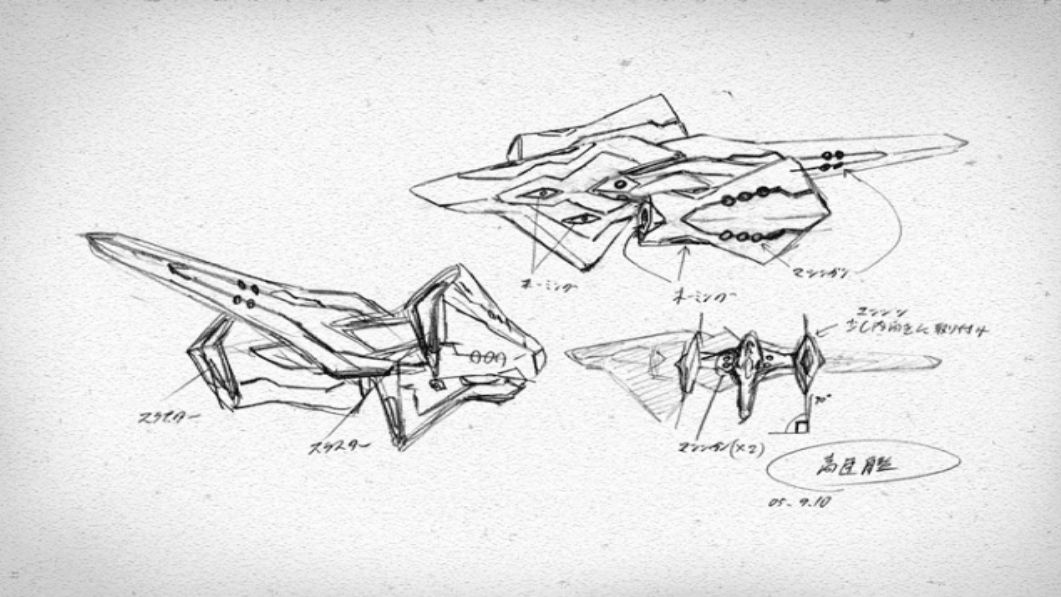 ホーミング
ホーミング
マシンガン
エンジン
少し内向きに取り付け
90°
スラスター
スラスター
マシンガン(×2)
高速艦
05.9.10